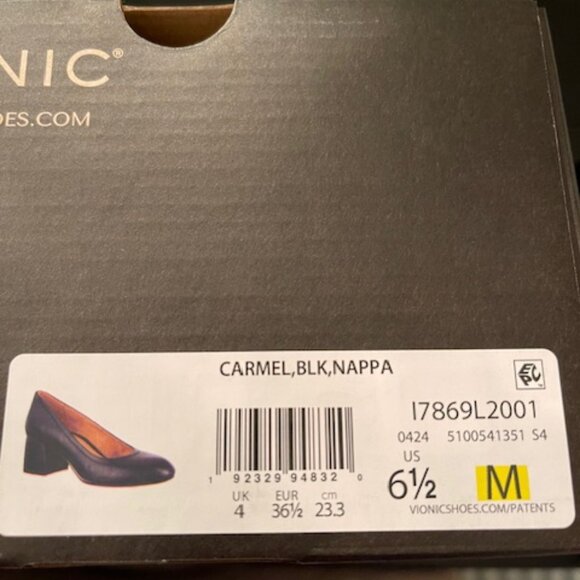 NIC®
OES.COM
CARMEL,BLK,NAPPA
EPC
I7869L2001
0424 5100541351 S4
1 92329 94832 0
US
6½ M
UK EUR cm
4 36½ 23.3
VIONICSHOES.COM/PATENTS